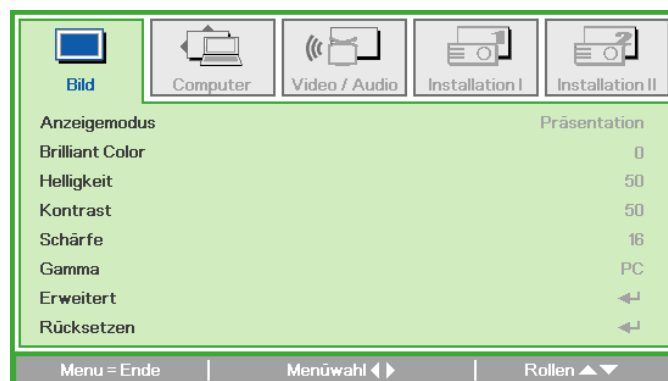 Bild Computer Video / Audio Installation I Installation II
Anzeigemodus Präsentation
Brilliant Color 0
Helligkeit 50
Kontrast 50
Schärfe 16
Gamma PC
Erweitert
Rücksetzen
Menu = Ende Menüwahl Rollen